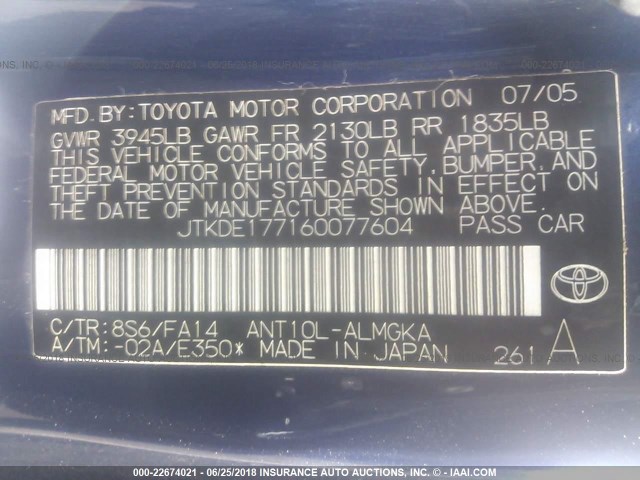 MFD.BY:TOYOTA MOTOR CORPORATION 07/05
GVWR 3945LB GAWR FR 2130LB RR 1835LB
THIS VEHICLE CONFORMS TO ALL APPLICABLE
FEDERAL MOTOR VEHICLE SAFETY,BUMPER,AND
THEFT PREVENTION STANDARDS IN EFFECT ON
THE DATE OF MANUFACTURE SHOWN ABOVE.
JTKDE177160077604 PASS CAR
C/TR:8S6/FA14 ANT10L-ALMGKA
A/TM:-02A/E350* MADE IN JAPAN 261 A
000-22674021 - 06/25/2018 INSURANCE AUTO AUCTIONS, INC. - © - IAAI.COM